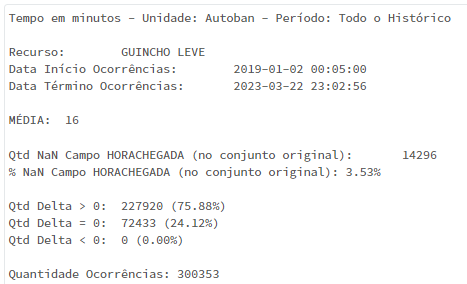 Tempo em minutos – Unidade: Autoban – Período: Todo o Histórico
Recurso: GUINCHO LEVE
Data Início Ocorrências: 2019-01-02 00:05:00
Data Término Ocorrências: 2023-03-22 23:02:56
MÉDIA: 16
Qtd NaN Campo HORACHEGADA (no conjunto original): 14296
% NaN Campo HORACHEGADA (no conjunto original): 3.53%
Qtd Delta > 0: 227920 (75.88%)
Qtd Delta = 0: 72433 (24.12%)
Qtd Delta < 0: 0 (0.00%)
Quantidade Ocorrências: 300353